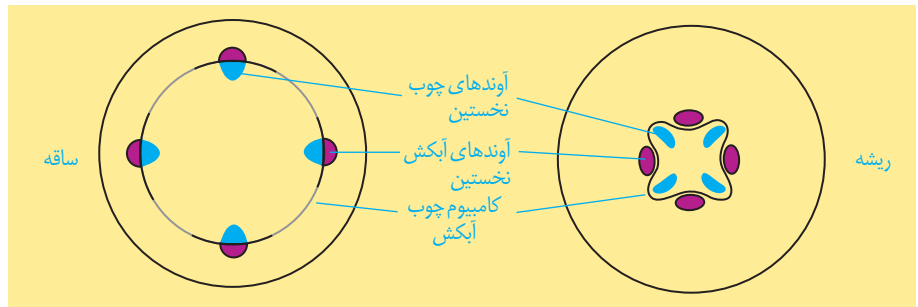 آوندهای چوب
نخستین
ریشه
آوندهای آبکش
نخستین
ساقه
کامبیوم چوب
آبکش